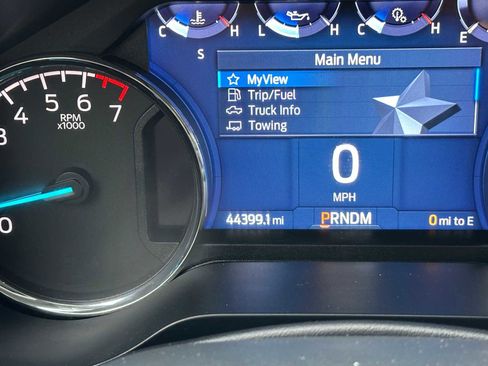 C H L H C H E
S
Main Menu
MyView
Trip/Fuel
Truck Info
Towing
5 6 7
RPM
x1000
0
0
MPH
44399.1 mi PRNDM 0 mi to E